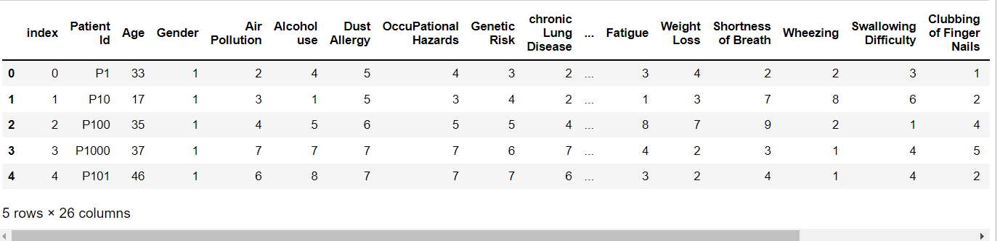 index Patient Id Age Gender Air Pollution Alcohol use Dust Allergy OccuPational Hazards Genetic Risk chronic Lung Disease ... Fatigue Weight Loss Shortness of Breath Wheezing Swallowing Difficulty Clubbing of Finger Nails
0 0 P1 33 1 2 4 5 4 3 2 ... 3 4 2 2 3 1
1 1 P10 17 1 3 1 5 3 4 2 ... 1 3 7 8 6 2
2 2 P100 35 1 4 5 6 5 5 4 ... 8 7 9 2 1 4
3 3 P1000 37 1 7 7 7 7 6 7 ... 4 2 3 1 4 5
4 4 P101 46 1 6 8 7 7 7 6 ... 3 2 4 1 4 2
5 rows × 26 columns